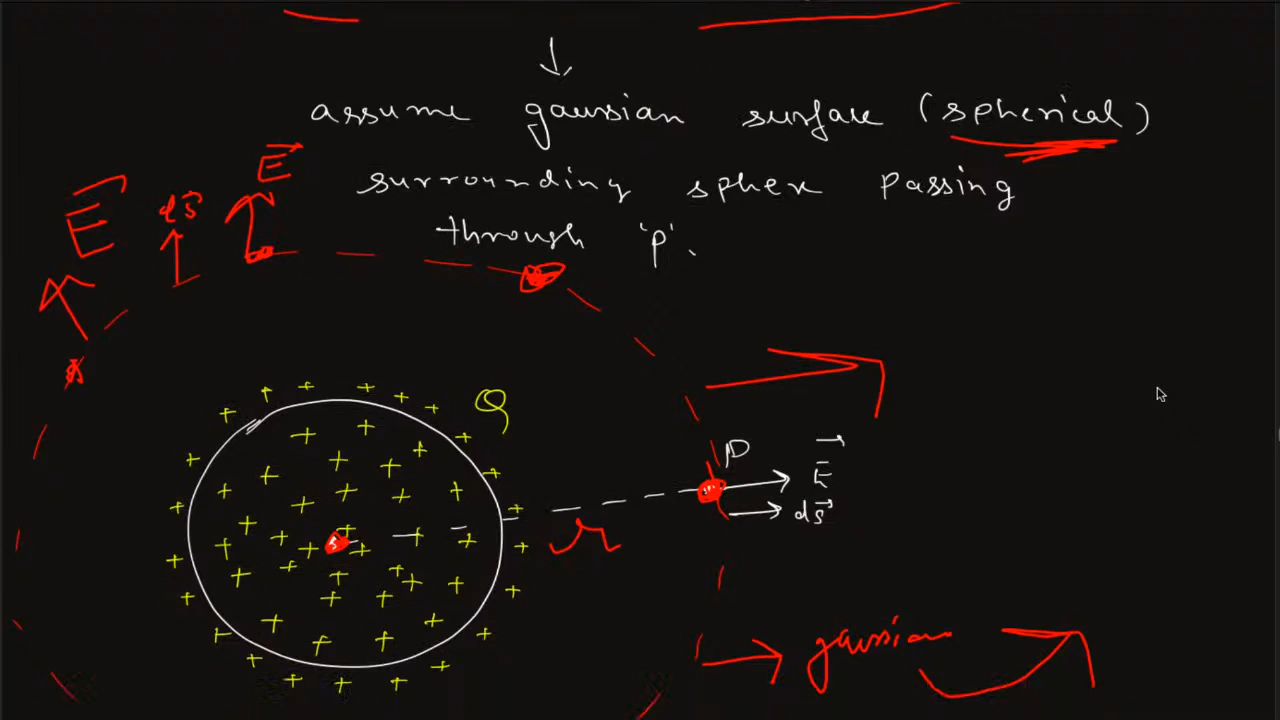 assume gaussian surface (spherical)
surrounding sphere passing
through 'p'.
E
E
ds
Q
P
E
ds
r
gaussian